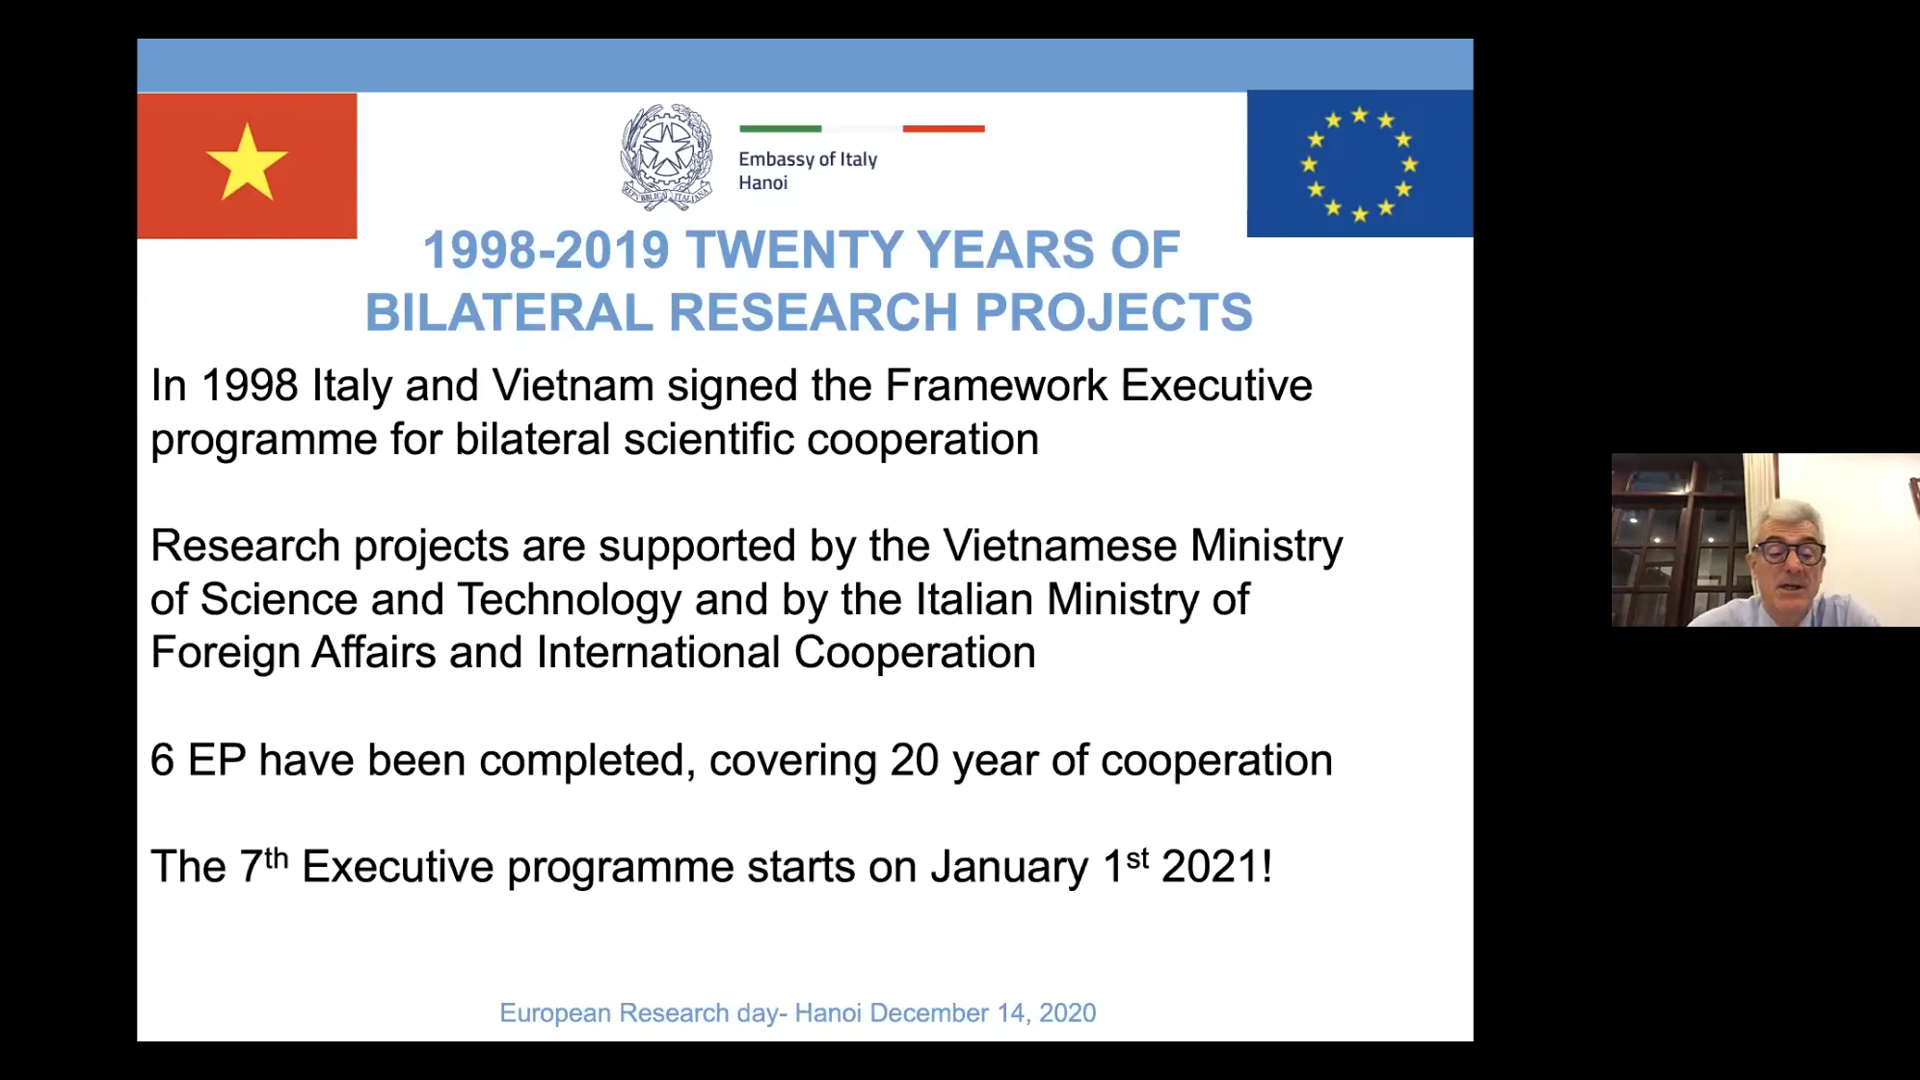 REPVBBLICA ITALIANA
Embassy of Italy
Hanoi
1998-2019 TWENTY YEARS OF
BILATERAL RESEARCH PROJECTS
In 1998 Italy and Vietnam signed the Framework Executive
programme for bilateral scientific cooperation
Research projects are supported by the Vietnamese Ministry
of Science and Technology and by the Italian Ministry of
Foreign Affairs and International Cooperation
6 EP have been completed, covering 20 year of cooperation
The 7th Executive programme starts on January 1st 2021!
European Research day- Hanoi December 14, 2020